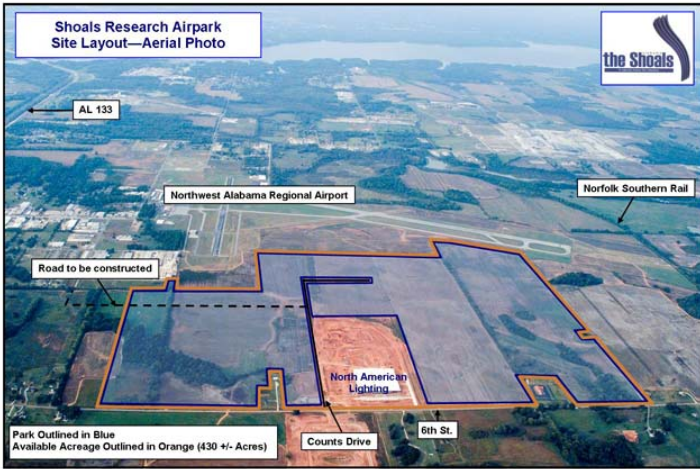 Shoals Research Airpark
Site Layout—Aerial Photo
the Shoals
AL 133
Northwest Alabama Regional Airport
Norfolk Southern Rail
Road to be constructed
North American
Lighting
6th St.
Counts Drive
Park Outlined in Blue
Available Acreage Outlined in Orange (430 +/- Acres)